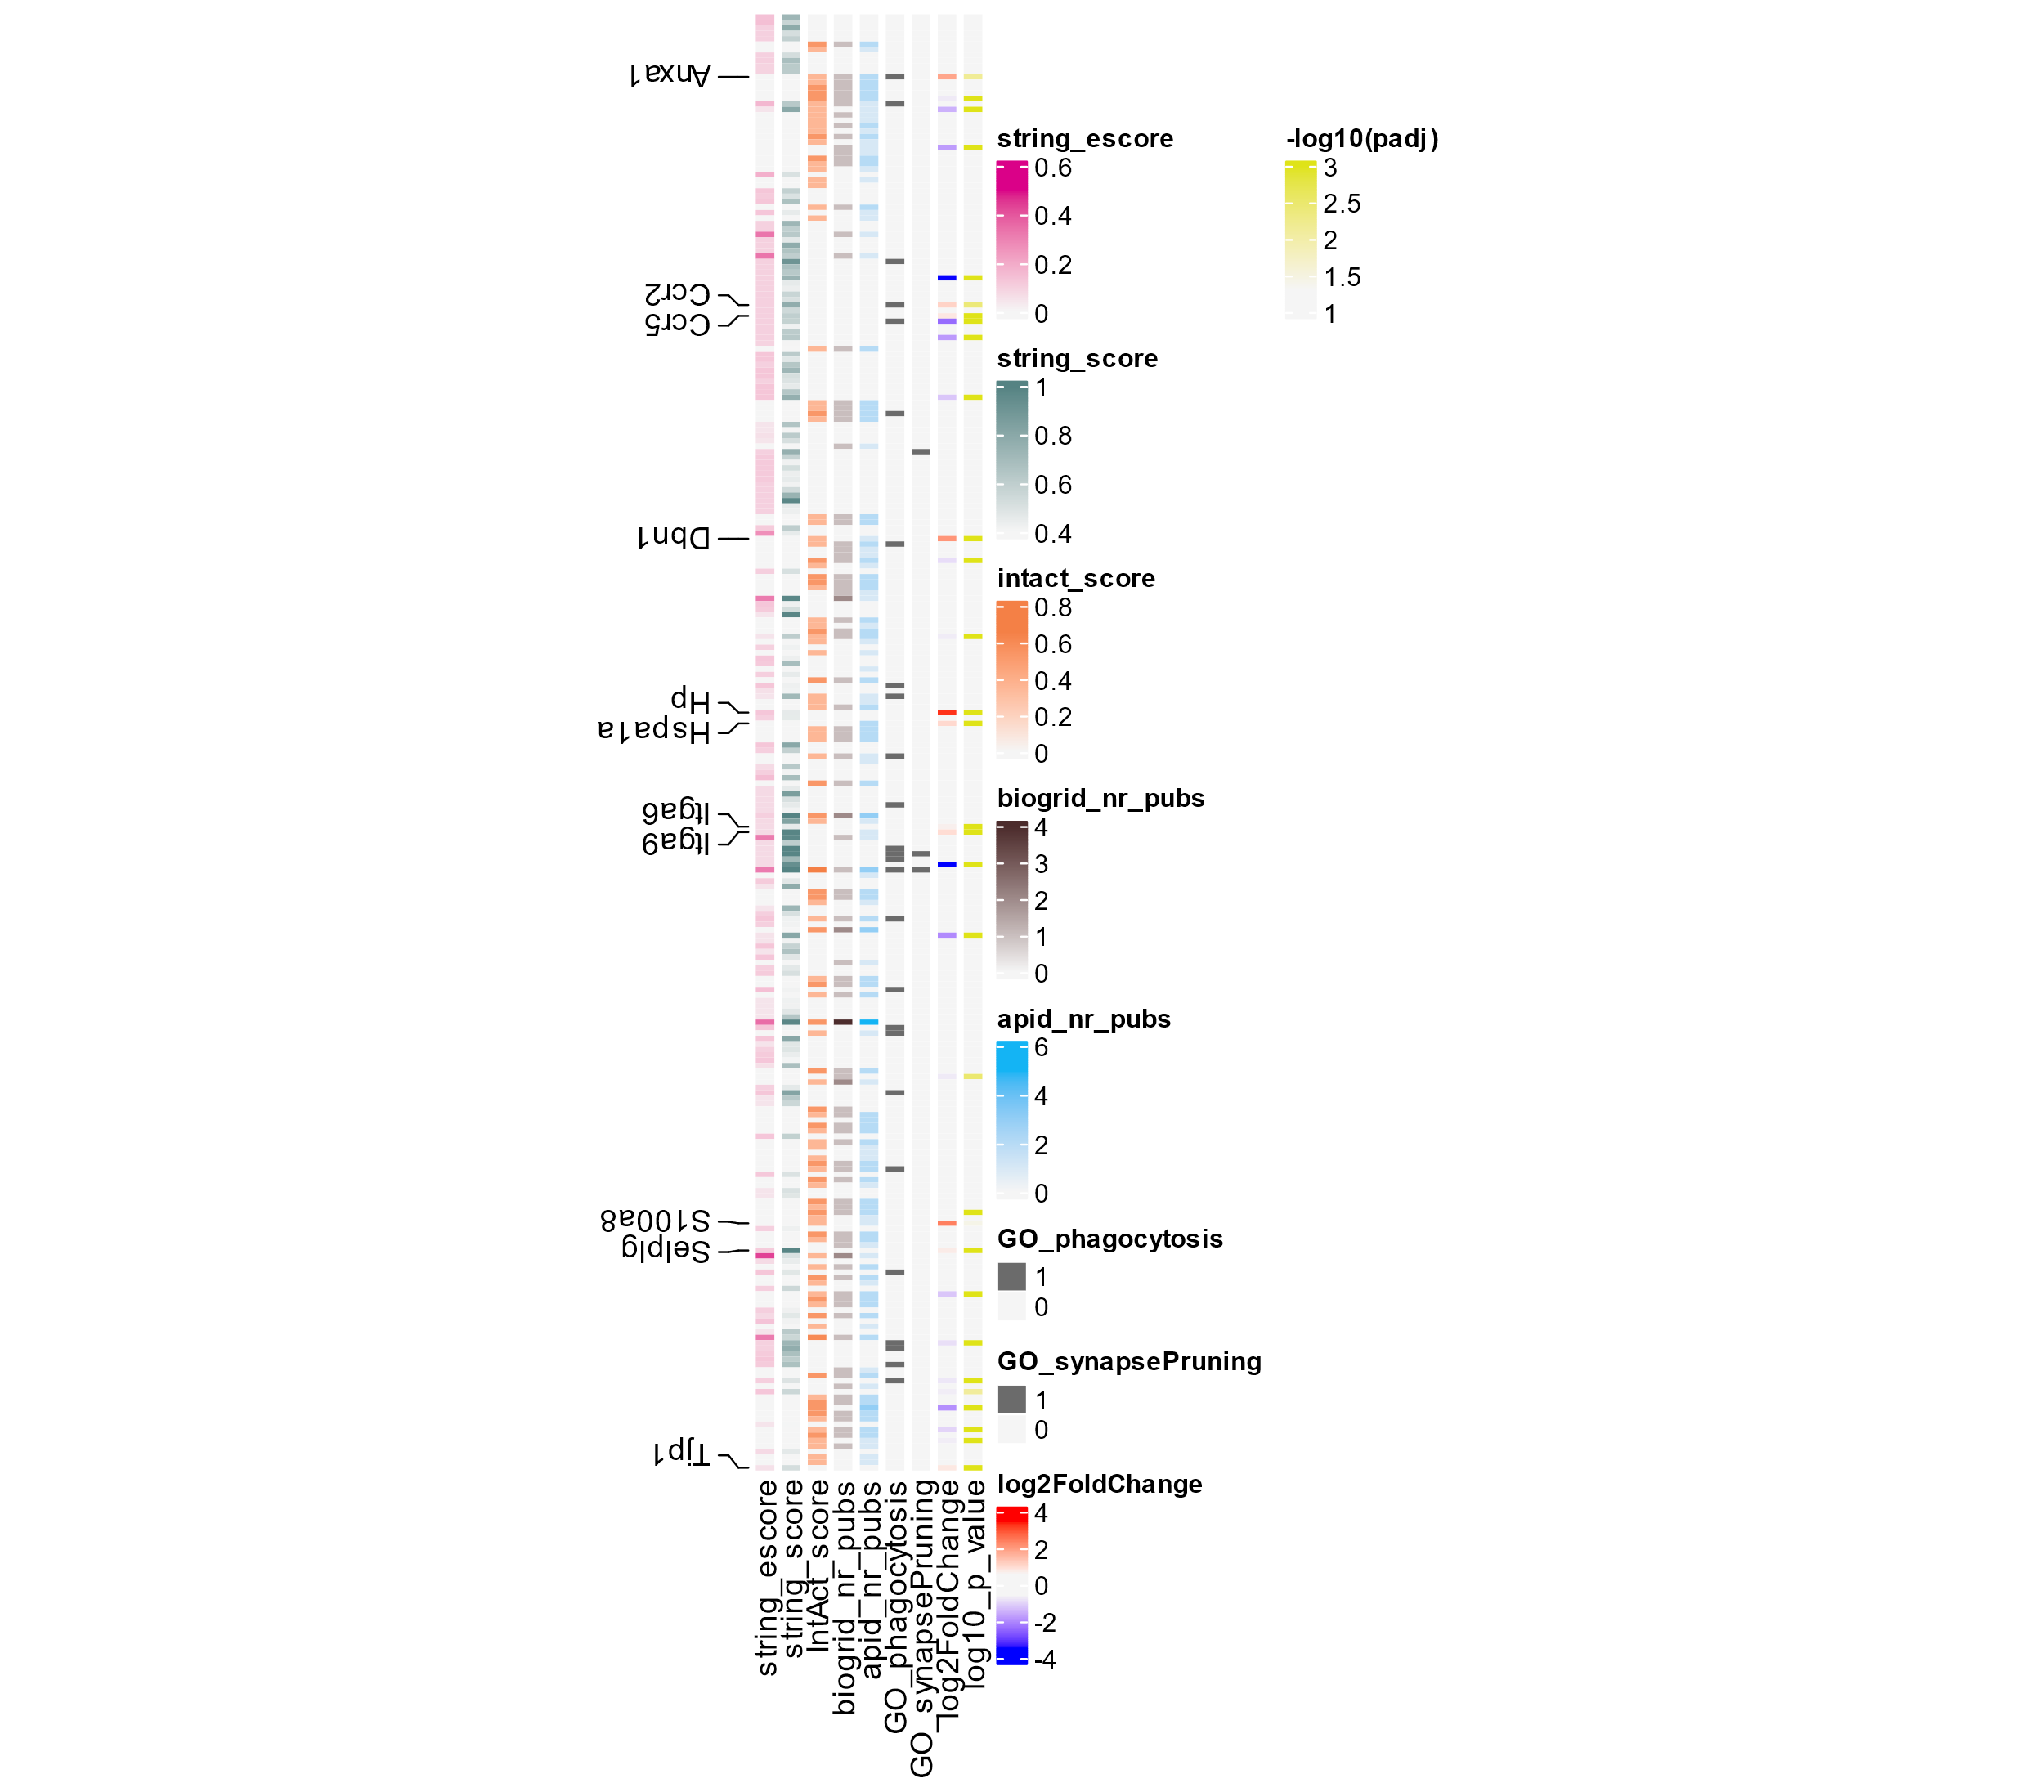 Anxa1
Ccr2
Ccr5
Dbn1
Hp
Hspa1a
Itga6
Itga9
S100a8
Selplg
Tjp1
string_escore
string_score
IntAct_score
biogrid_nr_pubs
apid_nr_pubs
GO_phagocytosis
GO_synapsePruning
log2FoldChange
log10_p_value
string_escore
0.6
0.4
0.2
0
string_score
1
0.8
0.6
0.4
intact_score
0.8
0.6
0.4
0.2
0
biogrid_nr_pubs
4
3
2
1
0
apid_nr_pubs
6
4
2
0
GO_phagocytosis
1
0
GO_synapsePruning
1
0
log2FoldChange
4
2
0
-2
-4
-log10(padj)
3
2.5
2
1.5
1